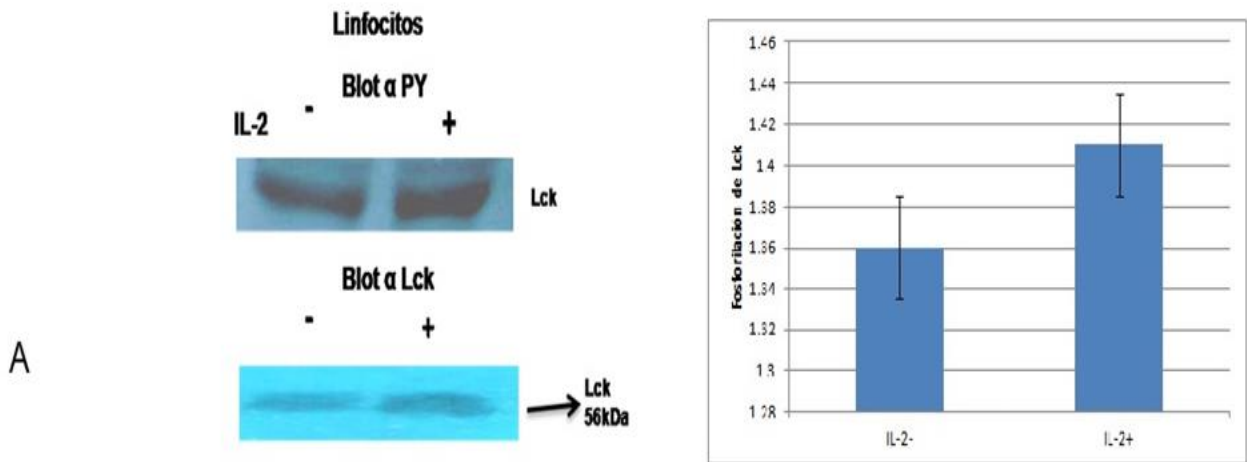 Linfocitos
Blot α PY
IL-2 - +
Lck
Blot α Lck
- +
Lck
56kDa
A
Fosforilación de Lck
1.46
1.44
1.42
1.4
1.38
1.36
1.34
1.32
1.3
1.28
IL-2-
IL-2+